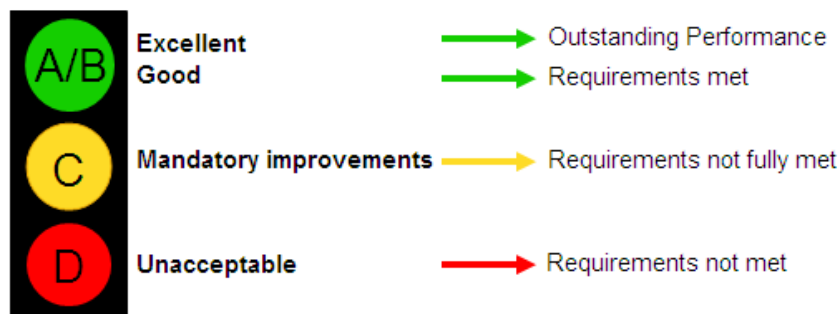 A/B
Excellent
Outstanding Performance
Good
Requirements met
C
Mandatory improvements
Requirements not fully met
D
Unacceptable
Requirements not met